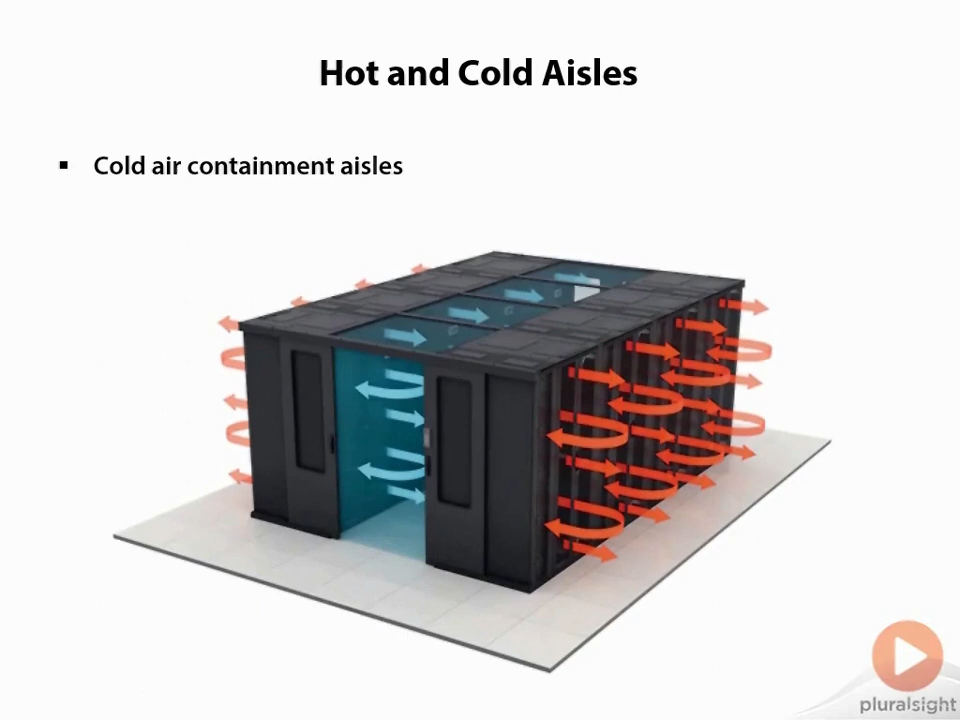 Hot and Cold Aisles
▪ Cold air containment aisles
pluralsight